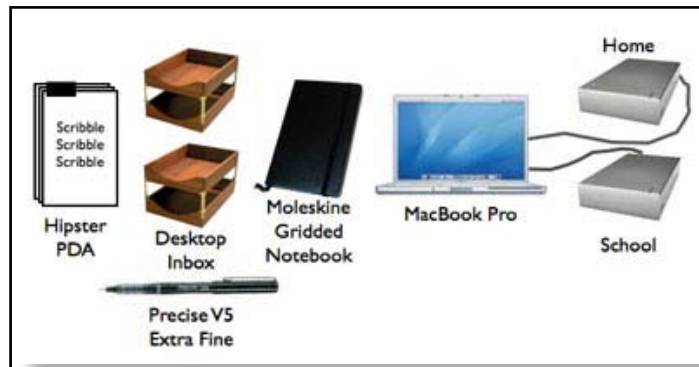 Scribble
Scribble
Scribble
Hipster
PDA
Desktop
Inbox
Precise V5
Extra Fine
Moleskine
Gridded
Notebook
MacBook Pro
Home
School